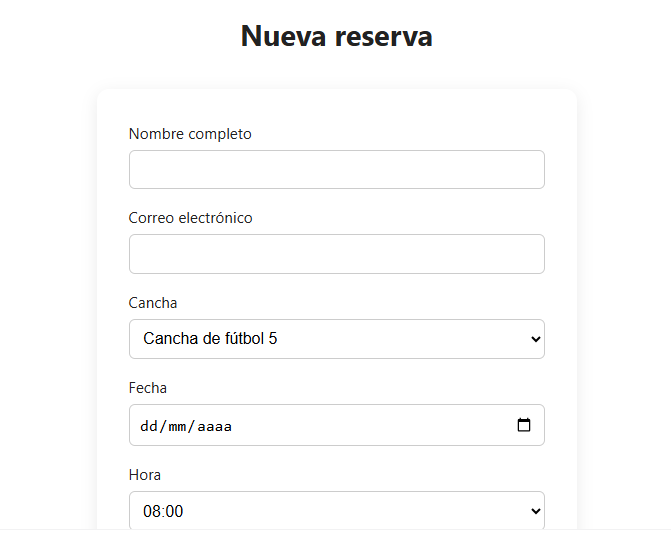 Nueva reserva
Nombre completo
Correo electrónico
Cancha
Cancha de fútbol 5
Fecha
dd/mm/aaaa
Hora
08:00